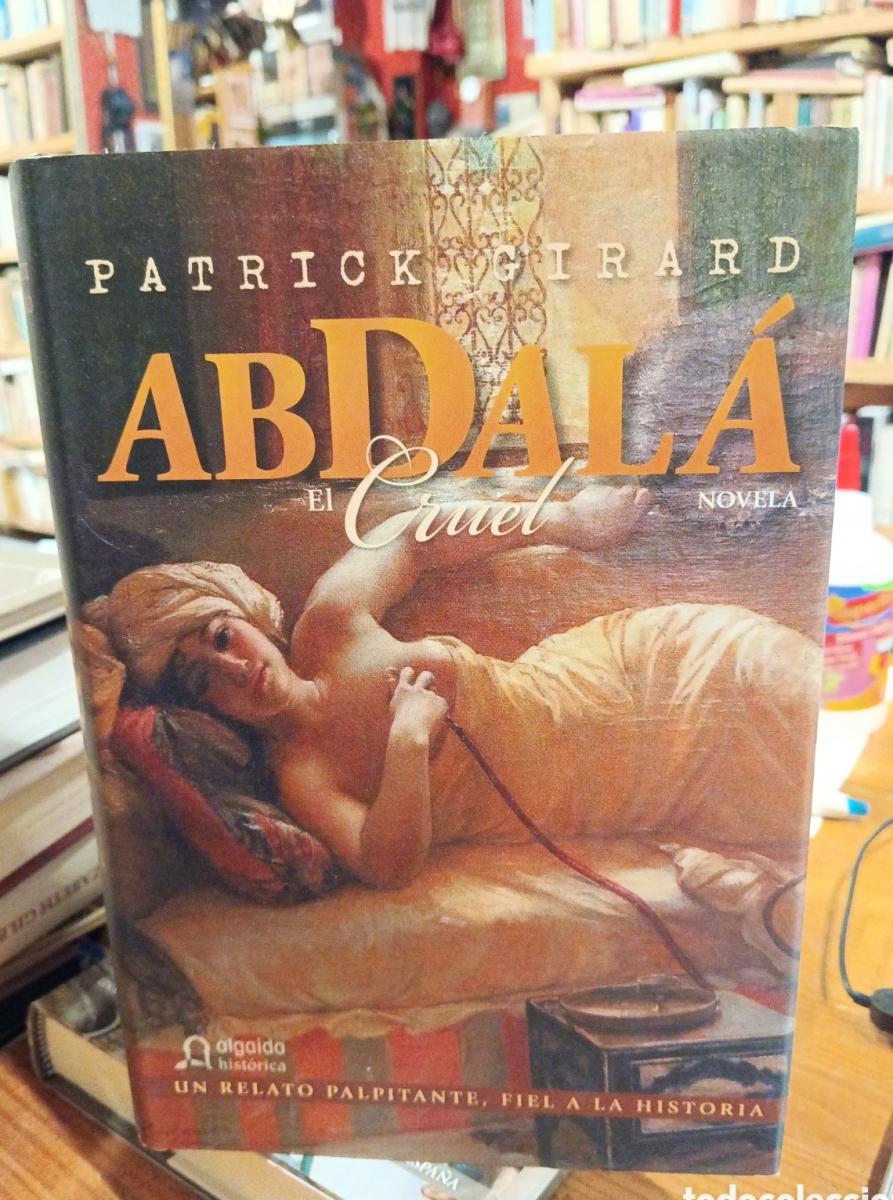 PATRICK GIRARD
ABDALÁ
El Cruel
NOVELA
algaida
histórica
UN RELATO PALPITANTE, FIEL A LA HISTORIA